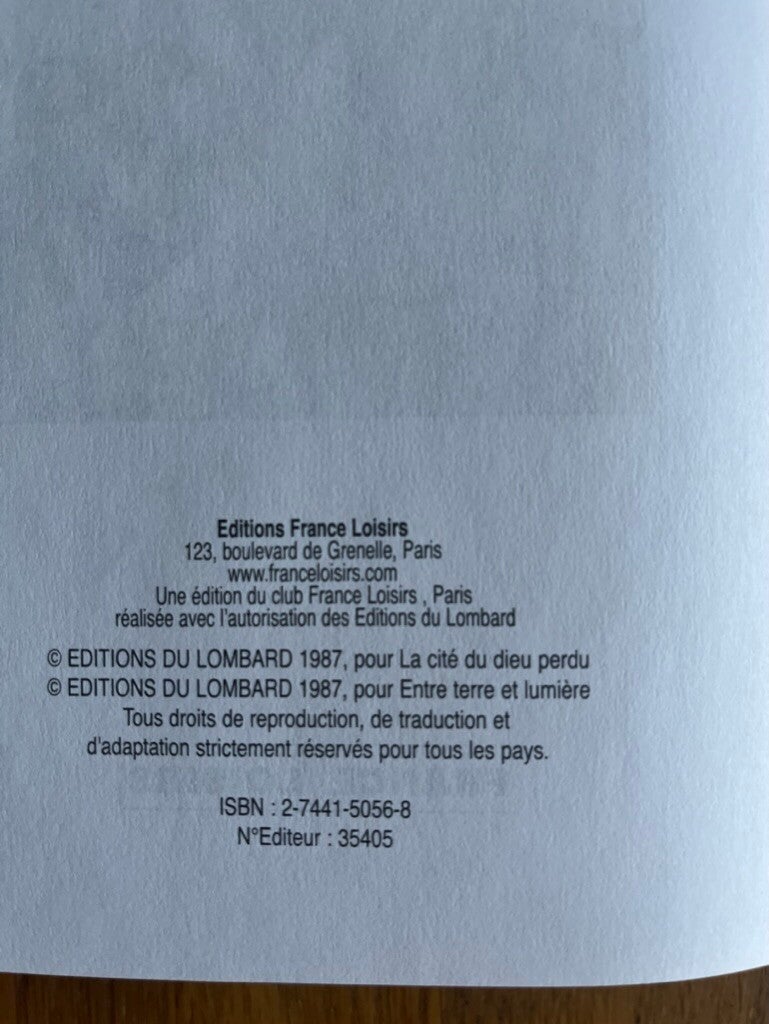 Editions France Loisirs
123, boulevard de Grenelle, Paris
www.franceloisirs.com
Une édition du club France Loisirs , Paris
réalisée avec l'autorisation des Editions du Lombard
© EDITIONS DU LOMBARD 1987, pour La cité du dieu perdu
© EDITIONS DU LOMBARD 1987, pour Entre terre et lumière
Tous droits de reproduction, de traduction et
d'adaptation strictement réservés pour tous les pays.
ISBN : 2-7441-5056-8
N°Editeur : 35405